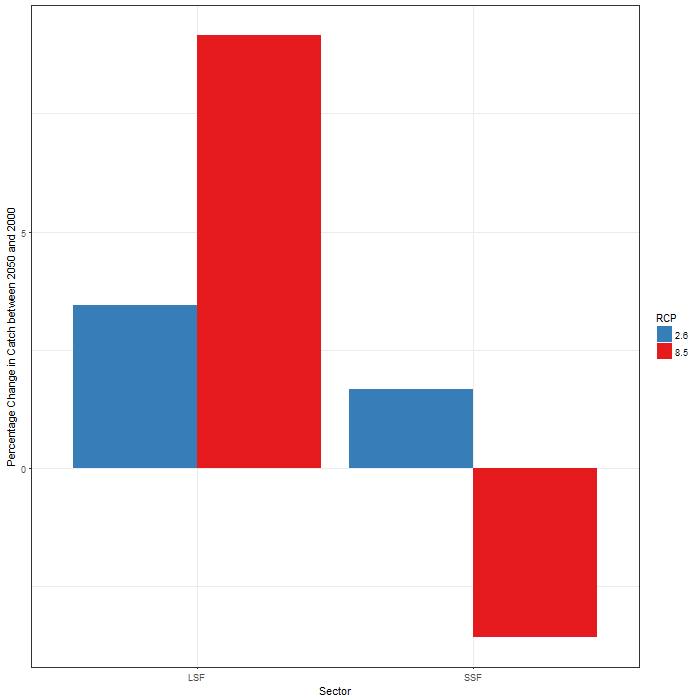 Percentage Change in Catch between 2050 and 2000
5
0
LSF
SSF
Sector
RCP
2.6
8.5